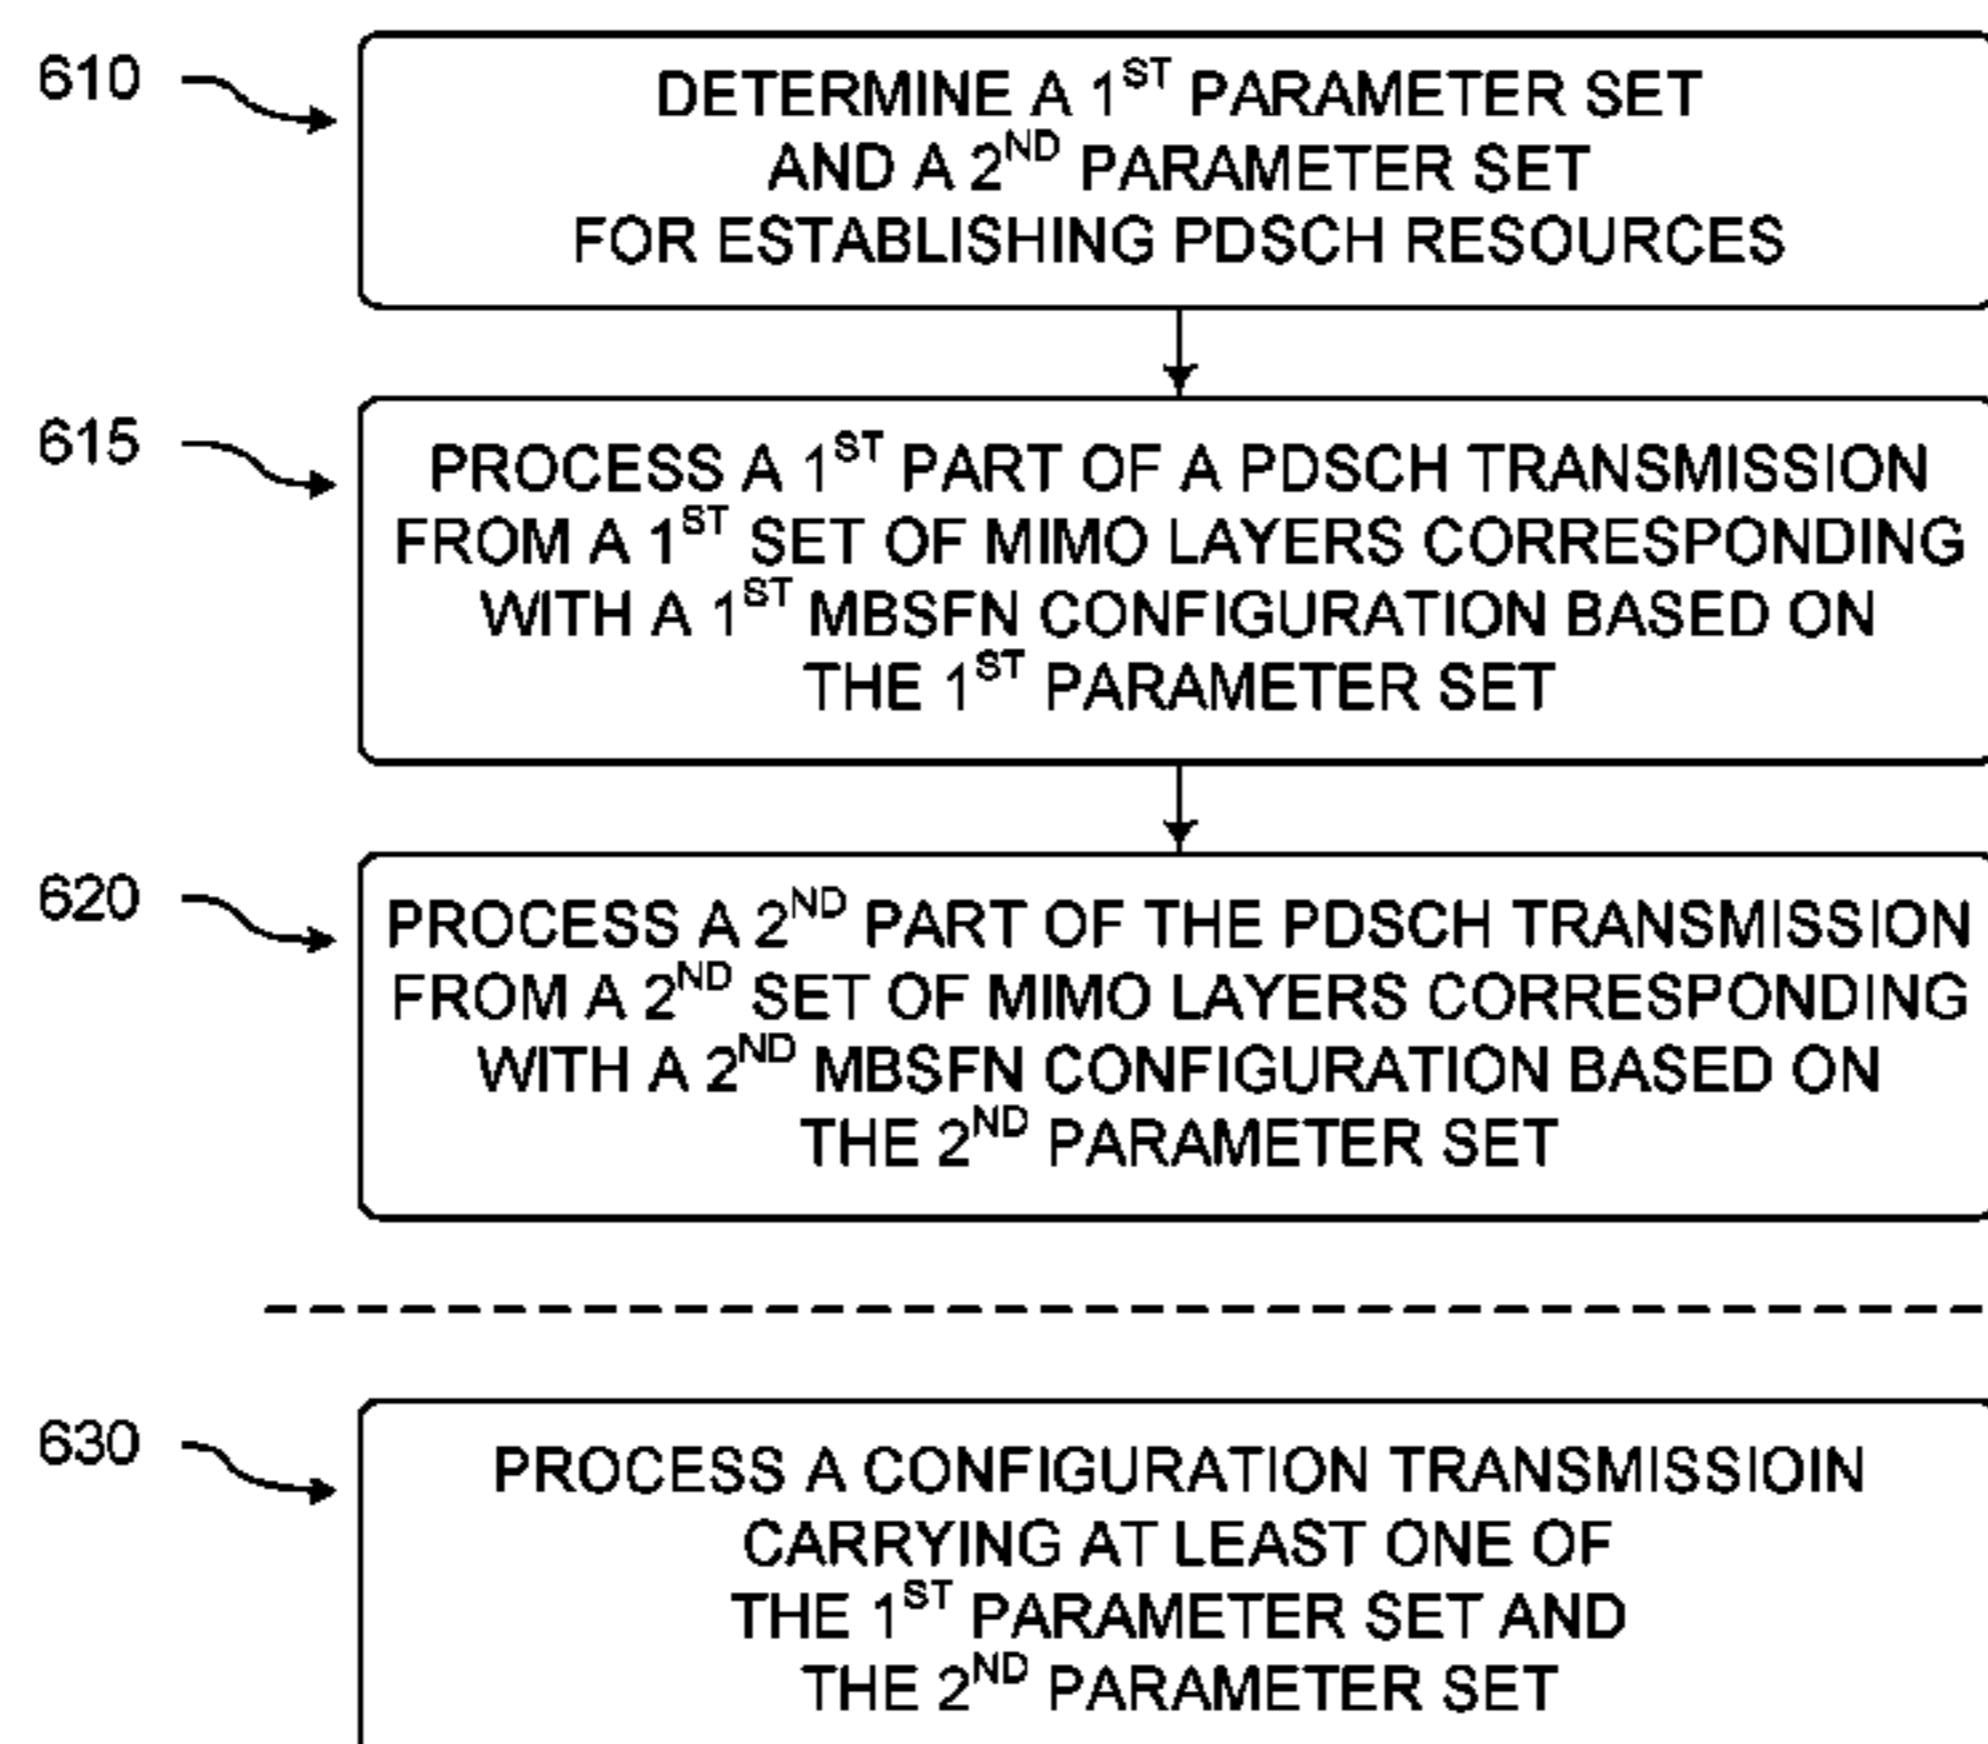 610
DETERMINE A 1ST PARAMETER SET
AND A 2ND PARAMETER SET
FOR ESTABLISHING PDSCH RESOURCES
615
PROCESS A 1ST PART OF A PDSCH TRANSMISSION
FROM A 1ST SET OF MIMO LAYERS CORRESPONDING
WITH A 1ST MBSFN CONFIGURATION BASED ON
THE 1ST PARAMETER SET
620
PROCESS A 2ND PART OF THE PDSCH TRANSMISSION
FROM A 2ND SET OF MIMO LAYERS CORRESPONDING
WITH A 2ND MBSFN CONFIGURATION BASED ON
THE 2ND PARAMETER SET
630
PROCESS A CONFIGURATION TRANSMISSIOIN
CARRYING AT LEAST ONE OF
THE 1ST PARAMETER SET AND
THE 2ND PARAMETER SET